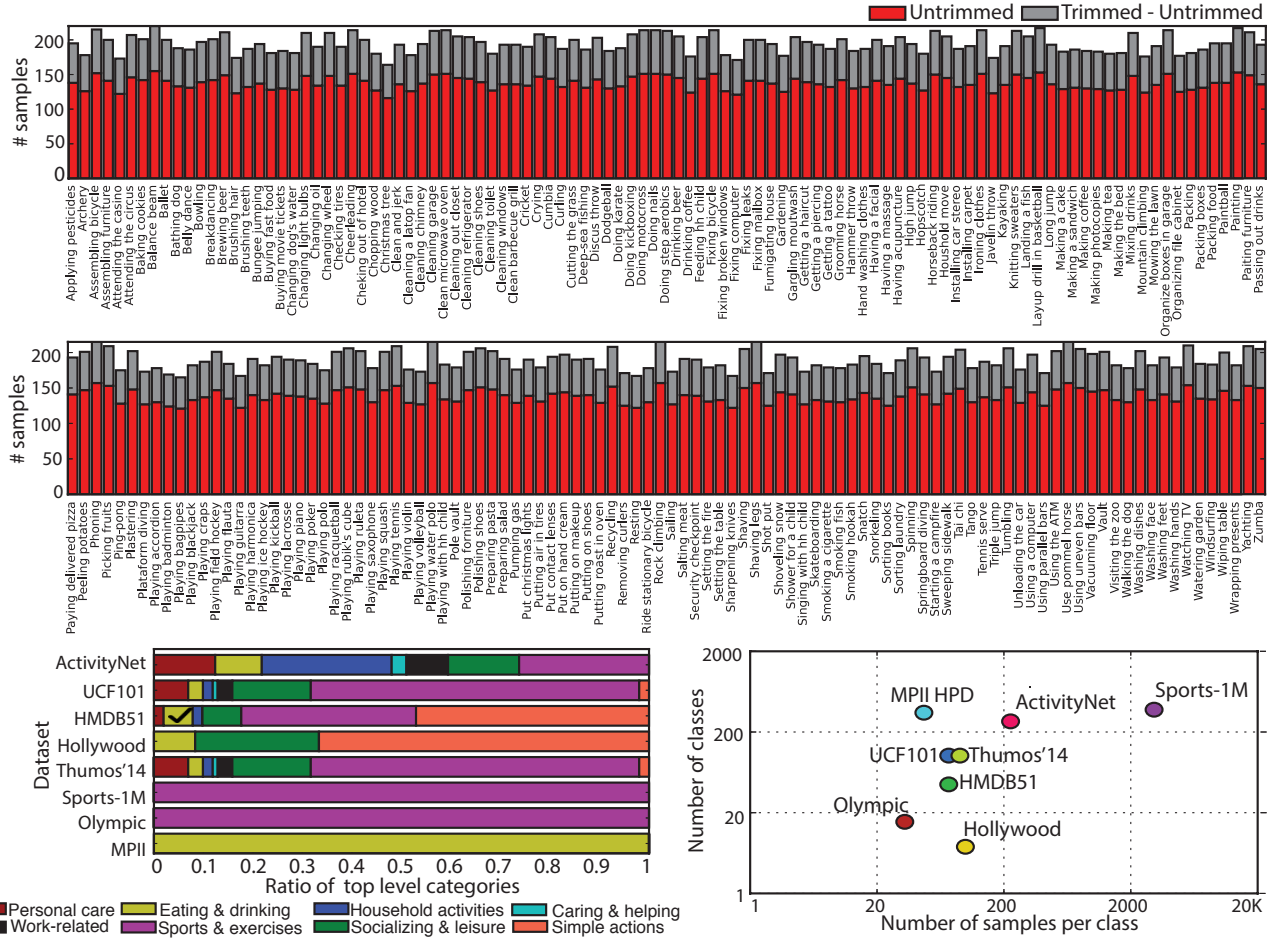 Untrimmed
Trimmed - Untrimmed
# samples
200
150
100
50
0
Applying pesticides
Archery
Assembling bicycle
Assembling furniture
Attending the casino
Attending the circus
Baking cookies
Balance beam
Ballet
Bathing dog
Belly dance
Bowling
Breakdancing
Brewing beer
Brushing hair
Brushing teeth
Bungee jumping
Buying fast food
Buying tickets
Changing dog's water
Changing light bulbs
Changing oil
Changing wheel
Checking tires
Cheerleading
Chekcing out
Chopping wood
Christmas tree
Clean and jerk
Cleaning a latop fan
Cleaning chimney
Cleaning garage
Clean microwave oven
Cleaning out closet
Cleaning refrigerator
Cleaning shoes
Cleaning toilet
Cleaning windows
Clean barbecue grill
Cricket
Crying
Cumbia
Curling
Cutting the grass
Deep-sea fishing
Discus throw
Dodgeball
Doing karate
Doing kickboxing
Doing motocross
Doing nails
Doing step aerobics
Drinking beer
Drinking coffee
Feeding hh child
Fixing bicycle
Fixing broken windows
Fixing computer
Fixing leaks
Fixing mailbox
Fumigating house
Gardening
Gargling moutwash
Getting a haircut
Getting a piercing
Getting a tattoo
Grooming horse
Hammer throw
Hand washing clothes
Having a facial
Having a massage
Having acupunture
High jump
Hopscotch
Horseback riding
Household move
Installing car stereo
Installing carpet
Ironing clothes
Javelin throw
Kayaking
Knitting sweaters
Landing a fish
Layup drill in basketball
Long jump
Making a cake
Making a sandwich
Making coffee
Making photcopies
Making tea
Making the bed
Mixing drinks
Mountain climbing
Mowing the lawn
Organize boxes in garage
Organizing file cabinet
Packing
Packing boxes
Packing food
Paintball
Painting
Paiting furniture
Passing out drinks
# samples
200
150
100
50
0
Paying delivered pizza
Peeling potatoes
Phoning
Picking fruits
Ping-pong
Plastering
Plataform diving
Playing accordion
Playing badminton
Playing bagpipes
Playing blackjack
Playing craps
Playing field hockey
Playing flauta
Playing guitarra
Playing harmonica
Playing ice hockey
Playing kickball
Playing lacrosse
Playing piano
Playing poker
Playing polo
Playing racquetball
Playing rubik's cube
Playing ruleta
Playing saxophone
Playing squash
Playing tennis
Playing violin
Playing volleyball
Playing water polo
Playing with hh child
Pole vault
Polishing forniture
Polishing shoes
Preparing pasta
Preparing salad
Pumping gas
Put christmas lights
Putting air in tires
Put contact lenses
Put on hand cream
Putting on makeup
Putting on shoes
Putting roast in oven
Recycling
Removing curlers
Resting
Ride stationary bicycle
Rock climbing
Sailing
Salting meat
Security checkpoint
Setting the fire
Setting the table
Sharpening knives
Shaving
Shaving legs
Shot put
Shoveling snow
Shower for a child
Singing with hh child
Skateboarding
Smoking a cigarrete
Smoking fish
Smoking hookah
Snatch
Snorkeling
Sorting books
Sorting laundry
Springboard diving
Starting a campfire
Sweeping sidewalk
Tai chi
Tango
Tennis serve
Triple jump
Tubing
Tumbling
Unloading the car
Using a computer
Using parallel bars
Using the ATM
Use pommel horse
Using uneven bars
Vacuuming floor
Vault
Visiting the zoo
Walking the dog
Washing dishes
Washing face
Washing feet
Washing hands
Watching TV
Watering garden
Windsurfing
Wiping table
Wrapping presents
Yachting
Zumba
Dataset
ActivityNet
UCF101
HMDB51
Hollywood
Thumos'14
Sports-1M
Olympic
MPII
0 0.1 0.2 0.3 0.4 0.5 0.6 0.7 0.8 0.9 1
Ratio of top level categories
Personal care
Eating & drinking
Household activities
Caring & helping
Work-related
Sports & exercises
Socializing & leisure
Simple actions
Number of classes
2000
200
20
1
MPII HPD
ActivityNet
Sports-1M
UCF101
Thumos'14
HMDB51
Olympic
Hollywood
1 20 200 2000 20K
Number of samples per class